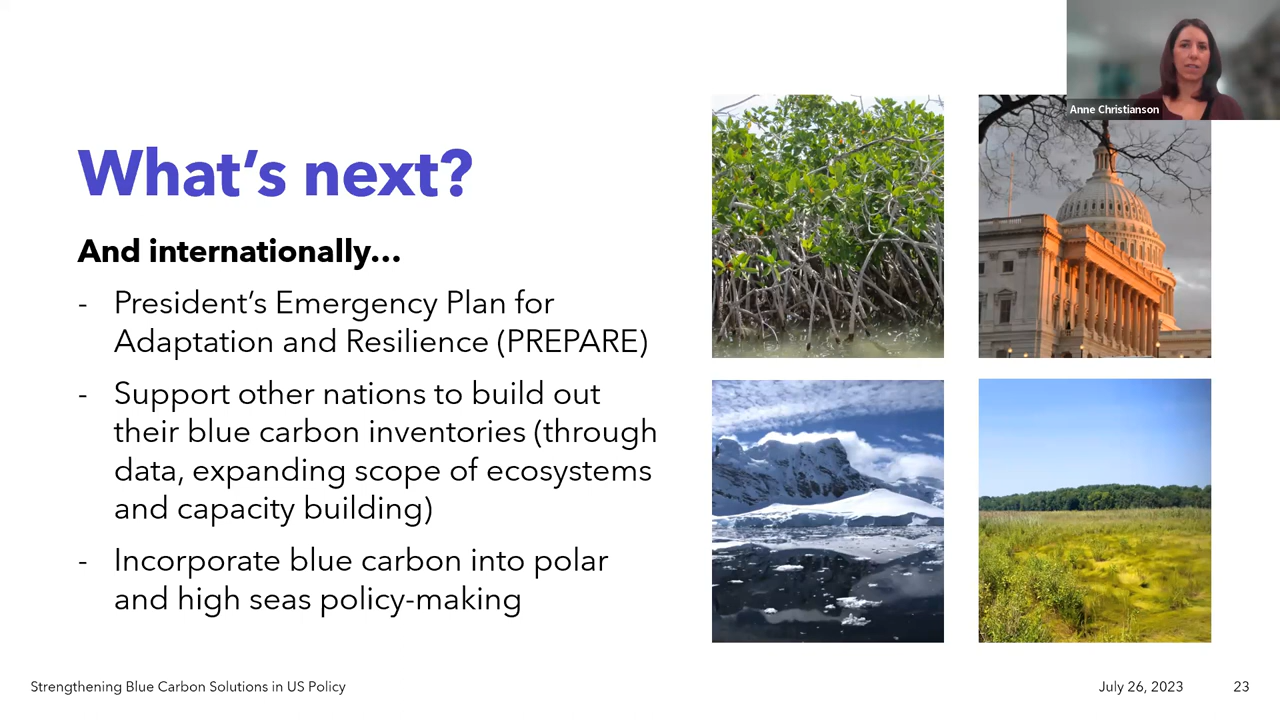 Anne Christianson
What’s next?
And internationally…
- President’s Emergency Plan for
Adaptation and Resilience (PREPARE)
- Support other nations to build out
their blue carbon inventories (through
data, expanding scope of ecosystems
and capacity building)
- Incorporate blue carbon into polar
and high seas policy-making
Strengthening Blue Carbon Solutions in US Policy
July 26, 2023
23